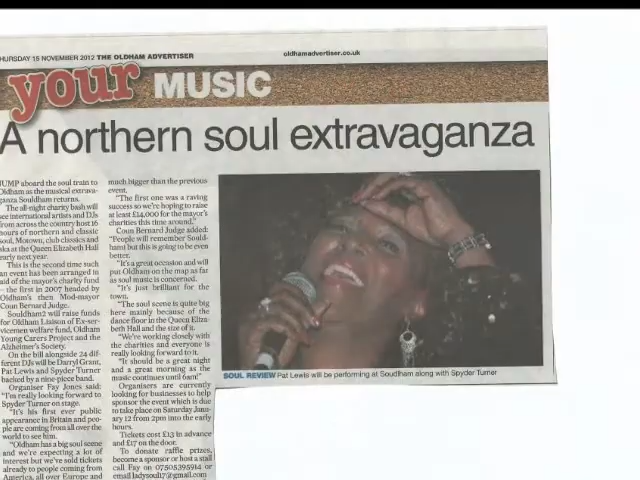 HURSDAY 15 NOVEMBER 2012 THE OLDHAM ADVERTISER
oldhamadvertiser.co.uk
your MUSIC
A northern soul extravaganza
JUMP aboard the soul train to
Oldham as the musical extrava-
ganza Souldham returns.
The all-night charity bash will
see international artists and DJs
from across the country host 16
hours of northern and classic
soul, Motown, club classics and
ska at the Queen Elizabeth Hall
early next year.
This is the second time such
an event has been arranged in
aid of the mayor's charity fund
- the first in 2007 headed by
Oldham's then Mod-mayor
Coun Bernard Judge.
Souldham2 will raise funds
for Oldham Liaison of Ex-ser-
vicemen welfare fund, Oldham
Young Carers Project and the
Alzheimer's Society.
On the bill alongside 24 dif-
ferent DJs will be Darryl Grant,
Pat Lewis and Spyder Turner
backed by a nine-piece band.
Organiser Fay Jones said:
"I'm really looking forward to
Spyder Turner on stage.
"It's his first ever public
appearance in Britain and peo-
ple are coming from all over the
world to see him.
"Oldham has a big soul scene
and we're expecting a lot of
interest but we've sold tickets
already to people coming from
America, all over Europe and
much bigger than the previous
event.
"The first one was a raving
success so we're hoping to raise
at least £14,000 for the mayor's
charities this time around."
Coun Bernard Judge added:
"People will remember Sould-
ham1 but this is going to be even
better.
"It's a great occasion and will
put Oldham on the map as far
as soul music is concerned.
"It's just brilliant for the
town.
"The soul scene is quite big
here mainly because of the
dance floor in the Queen Eliza-
beth Hall and the size of it.
"We're working closely with
the charities and everyone is
really looking forward to it.
"It should be a great night
and a great morning as the
music continues until 6am!"
Organisers are currently
looking for businesses to help
sponsor the event which is due
to take place on Saturday Janu-
ary 12 from 2pm into the early
hours.
Tickets cost £13 in advance
and £17 on the door.
To donate raffle prizes,
become a sponsor or host a stall
call Fay on 07505395914 or
email ladysoul17@gmail.com
SOUL REVIEW Pat Lewis will be performing at Souldham along with Spyder Turner